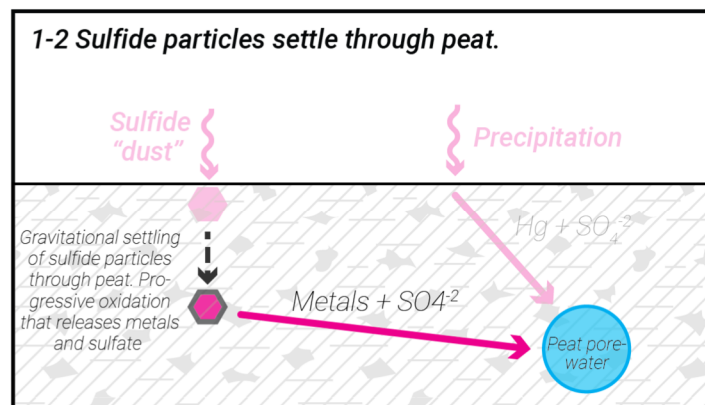 1-2 Sulfide particles settle through peat.
Sulfide
“dust”
Precipitation
Hg + SO₄⁻²
Gravitational settling
of sulfide particles
through peat. Pro-
gressive oxidation
that releases metals
and sulfate
Metals + SO4⁻²
Peat pore-
water